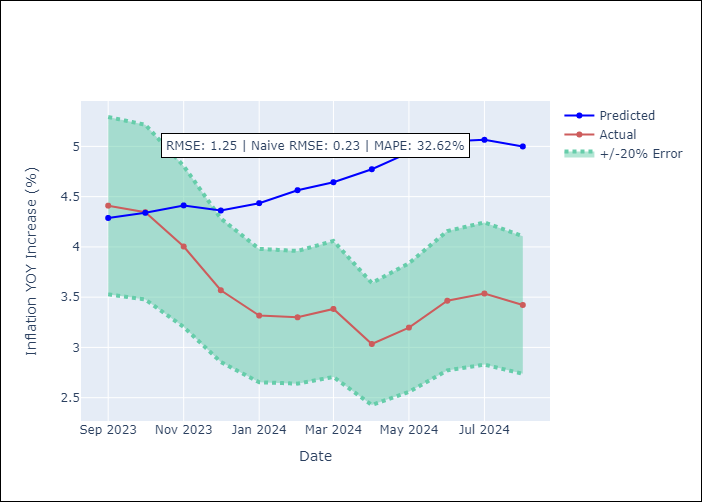 RMSE: 1.25 | Naive RMSE: 0.23 | MAPE: 32.62%
Predicted
Actual
+/-20% Error
Inflation YOY Increase (%)
5
4.5
4
3.5
3
2.5
Sep 2023
Nov 2023
Jan 2024
Mar 2024
May 2024
Jul 2024
Date